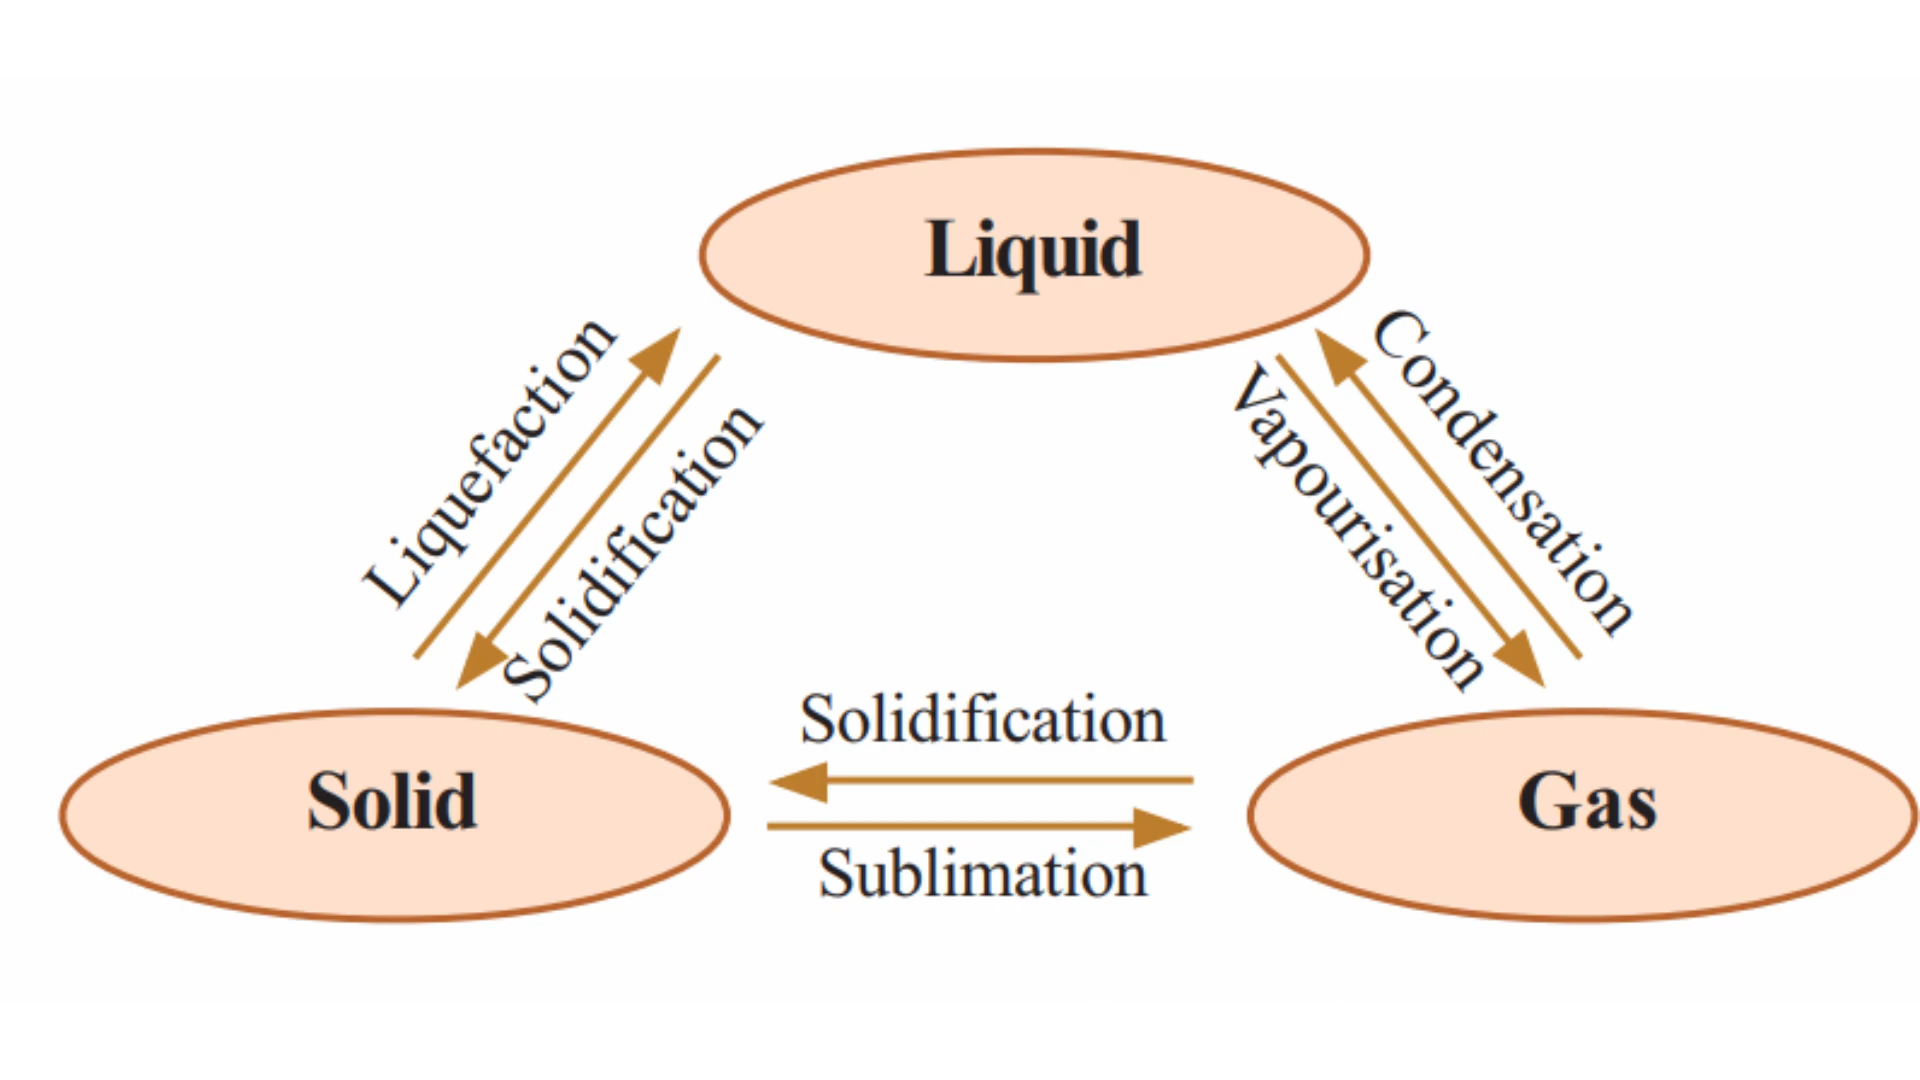 Liquid
Liquefaction
Solidification
Vapourisation
Condensation
Solidification
Solid
Gas
Sublimation